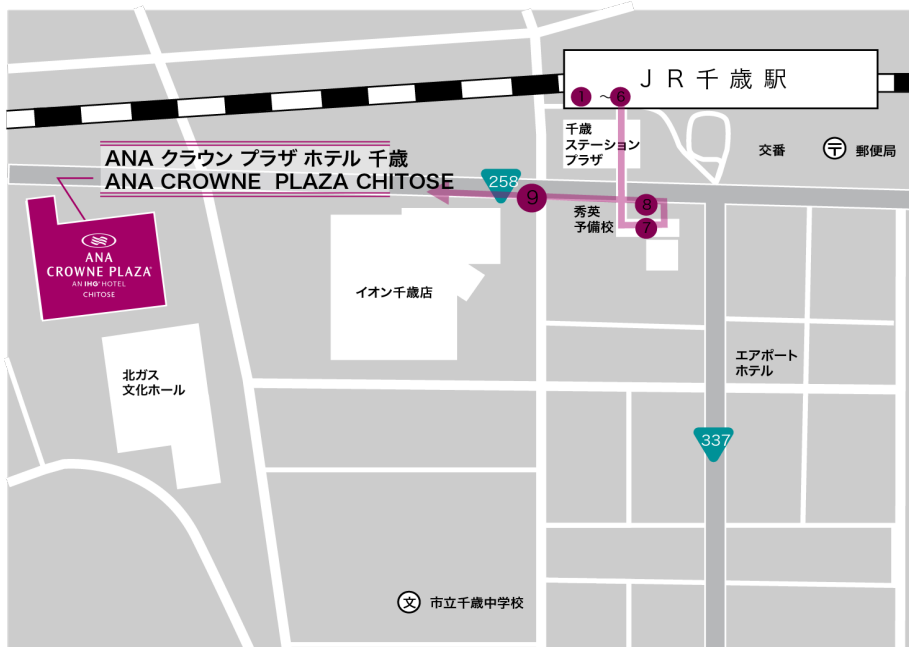 JR千歳駅
1 ～ 6
千歳
ステーション
プラザ
交番
〒 郵便局
ANA クラウン プラザ ホテル 千歳
ANA CROWNE PLAZA CHITOSE
258
9
8
秀英
予備校
7
ANA
CROWNE PLAZA®
AN IHG® HOTEL
CHITOSE
イオン千歳店
エアポート
ホテル
北ガス
文化ホール
337
文 市立千歳中学校